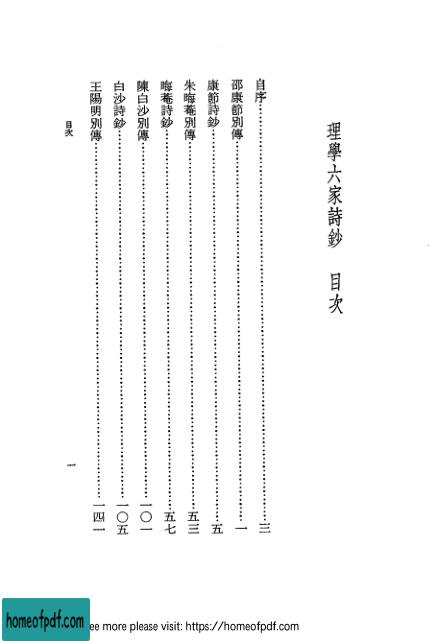 理學六家詩鈔　目次
自序⋯⋯⋯⋯⋯⋯⋯⋯⋯⋯三
邵康節別傳⋯⋯⋯⋯⋯⋯⋯⋯⋯⋯一
康節詩鈔⋯⋯⋯⋯⋯⋯⋯⋯⋯⋯五
朱晦菴別傳⋯⋯⋯⋯⋯⋯⋯⋯⋯⋯五三
晦菴詩鈔⋯⋯⋯⋯⋯⋯⋯⋯⋯⋯五七
陳白沙別傳⋯⋯⋯⋯⋯⋯⋯⋯⋯⋯一〇一
白沙詩鈔⋯⋯⋯⋯⋯⋯⋯⋯⋯⋯一〇五
王陽明別傳⋯⋯⋯⋯⋯⋯⋯⋯⋯⋯一四一
目次　一
homeofpdf.com
ee more please visit: https://homeofpdf.com